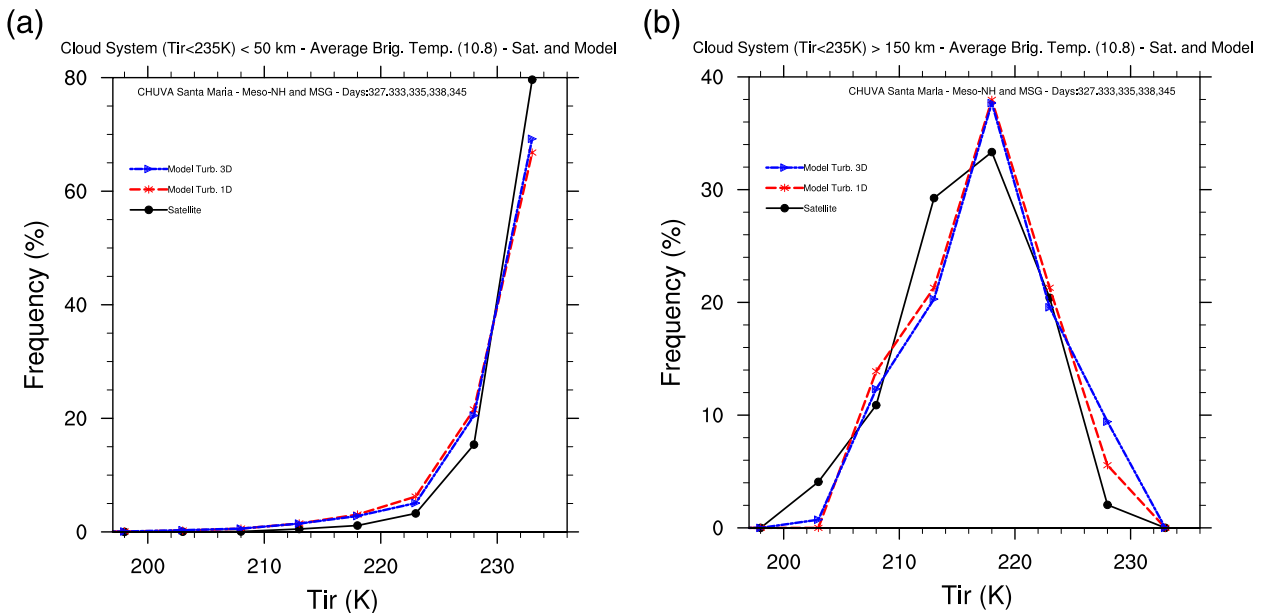 (a)
Cloud System (Tir<235K) < 50 km - Average Brig. Temp. (10.8) - Sat. and Model
CHUVA Santa Maria - Meso-NH and MSG - Days:327.333,335,338,345
Model Turb. 3D
Model Turb. 1D
Satellite
Frequency (%)
80
60
40
20
0
200
210
220
230
Tir (K)
(b)
Cloud System (Tir<235K) > 150 km - Average Brig. Temp. (10.8) - Sat. and Model
CHUVA Santa Maria - Meso-NH and MSG - Days:327.333,335,338,345
Model Turb. 3D
Model Turb. 1D
Satellite
Frequency (%)
40
30
20
10
0
200
210
220
230
Tir (K)